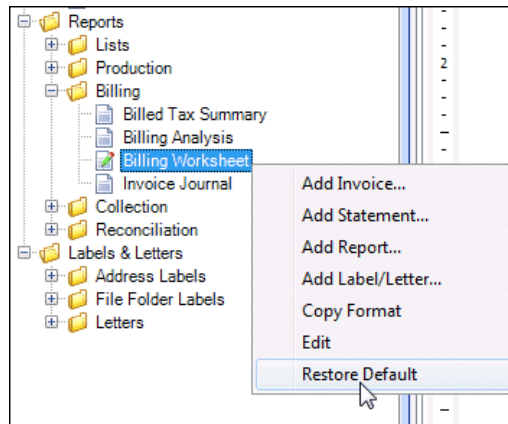 Reports
Lists
Production
Billing
Billed Tax Summary
Billing Analysis
Billing Worksheet
Invoice Journal
Collection
Reconciliation
Labels & Letters
Address Labels
File Folder Labels
Letters
2
Add Invoice...
Add Statement...
Add Report...
Add Label/Letter...
Copy Format
Edit
Restore Default